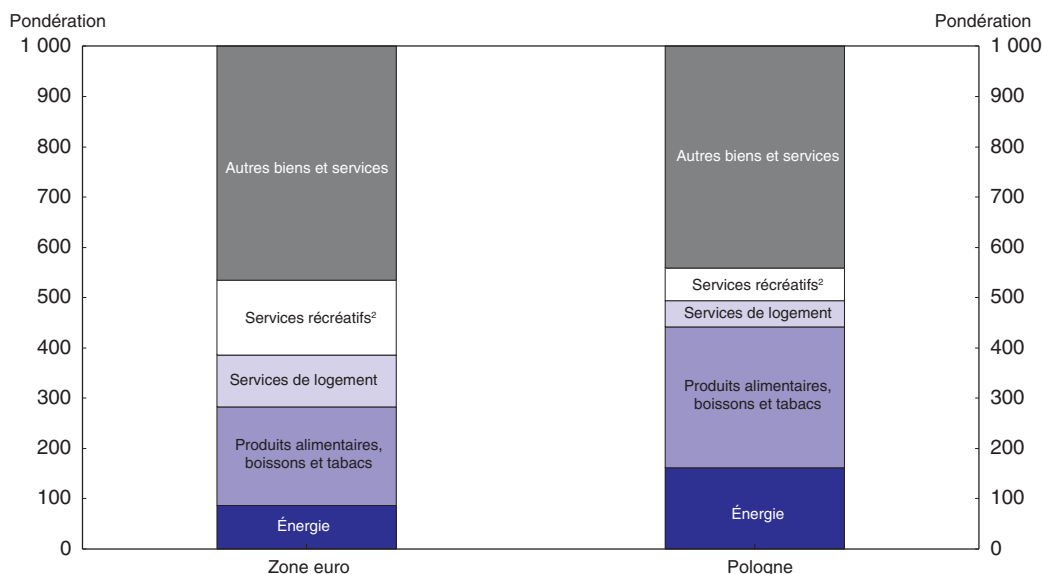 Pondération
Pondération
1 000
1 000
900
900
800
800
Autres biens et services
Autres biens et services
700
700
600
600
Services récréatifs²
Services récréatifs²
500
500
Services de logement
400
400
Services de logement
Produits alimentaires,
boissons et tabacs
300
300
Produits alimentaires,
boissons et tabacs
200
200
100
100
Énergie
Énergie
0
0
Zone euro
Pologne